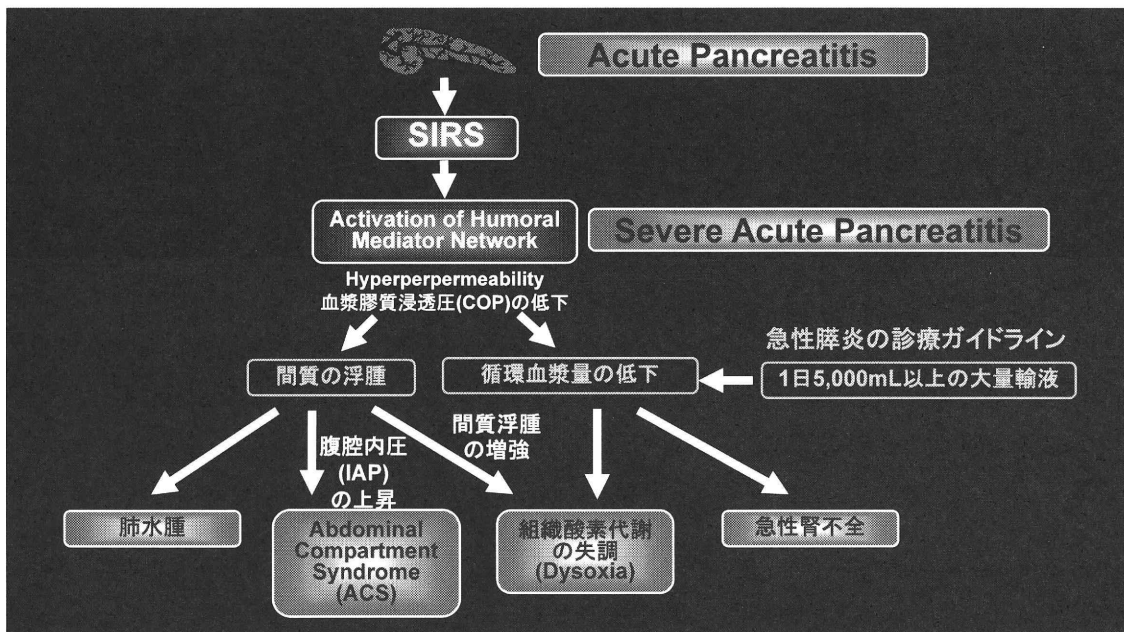 Acute Pancreatitis
SIRS
Activation of Humoral
Mediator Network
Severe Acute Pancreatitis
Hyperperpermeability
血漿膠質浸透圧(COP)の低下
急性膵炎の診療ガイドライン
間質の浮腫
循環血漿量の低下
1日5,000mL以上の大量輸液
腹腔内圧
(IAP)
の上昇
間質浮腫
の増強
肺水腫
Abdominal
Compartment
Syndrome
(ACS)
組織酸素代謝
の失調
(Dysoxia)
急性腎不全